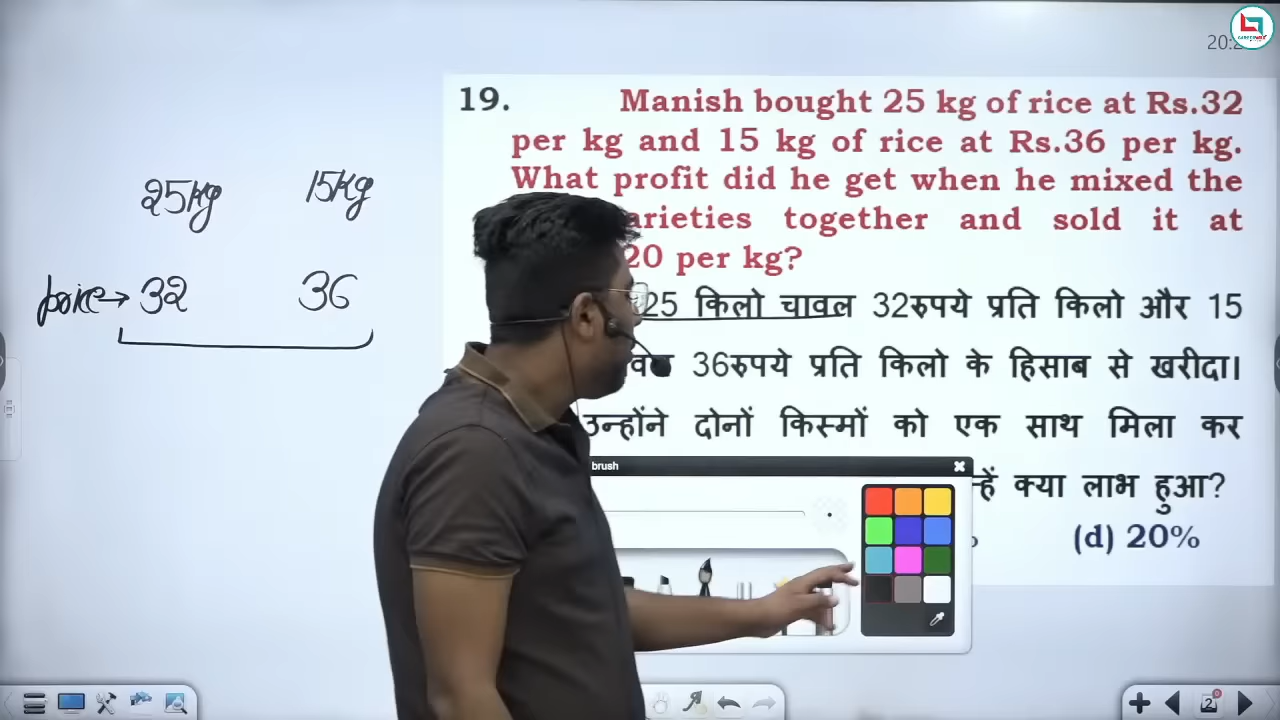 19. Manish bought 25 kg of rice at Rs.32
per kg and 15 kg of rice at Rs.36 per kg.
What profit did he get when he mixed the
together and sold it at
20 per kg?
25 किलो चावल 32रुपये प्रति किलो और 15
36रुपये प्रति किलो के हिसाब से खरीदा।
उन्होंने दोनों किस्मों को एक साथ मिला कर
क्या लाभ हुआ?
(d) 20%
25kg 15kg
price→ 32 36
brush
2